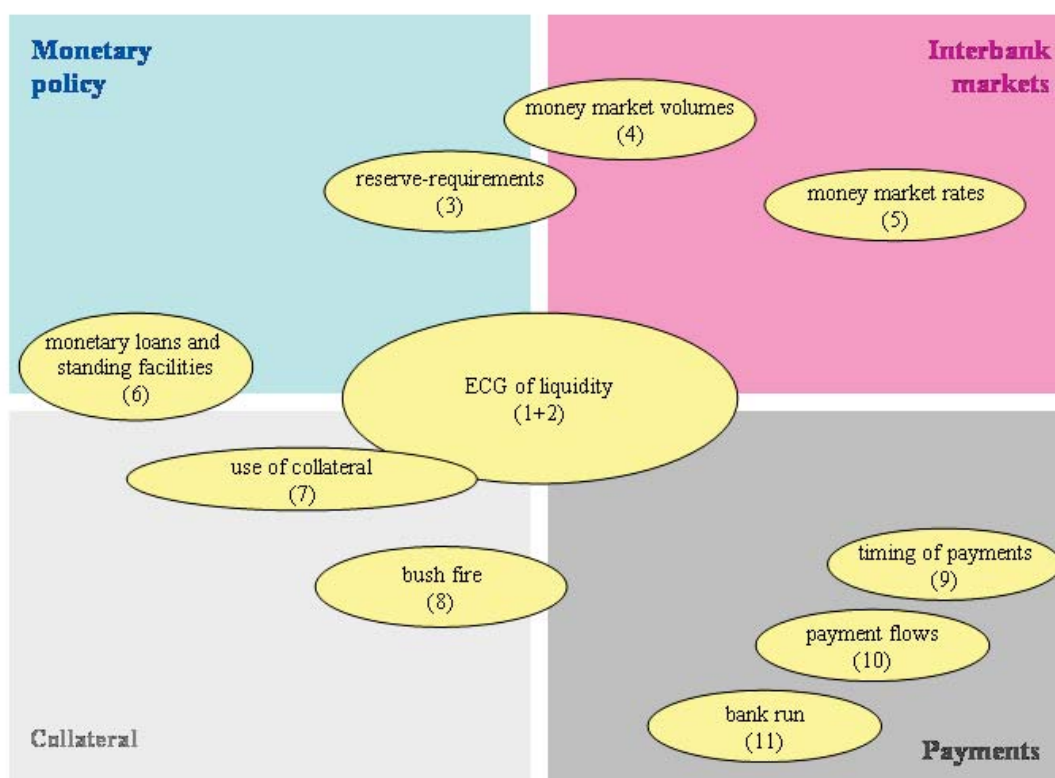 Monetary
policy
Interbank
markets
money market volumes
(4)
reserve-requirements
(3)
money market rates
(5)
monetary loans and
standing facilities
(6)
ECG of liquidity
(1+2)
use of collateral
(7)
bush fire
(8)
timing of payments
(9)
payment flows
(10)
bank run
(11)
Collateral
Payments